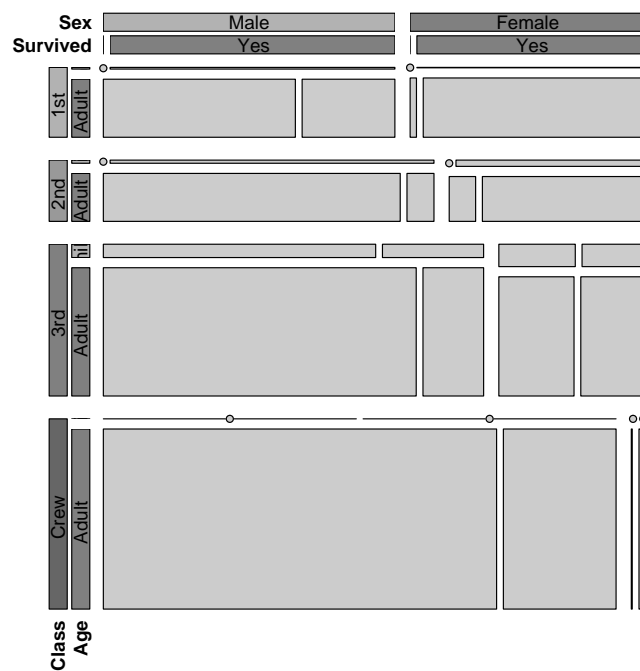 Sex Male Female
Survived Yes Yes
1st Adult
2nd Adult
3rd Adult
Crew Adult
Class
Age